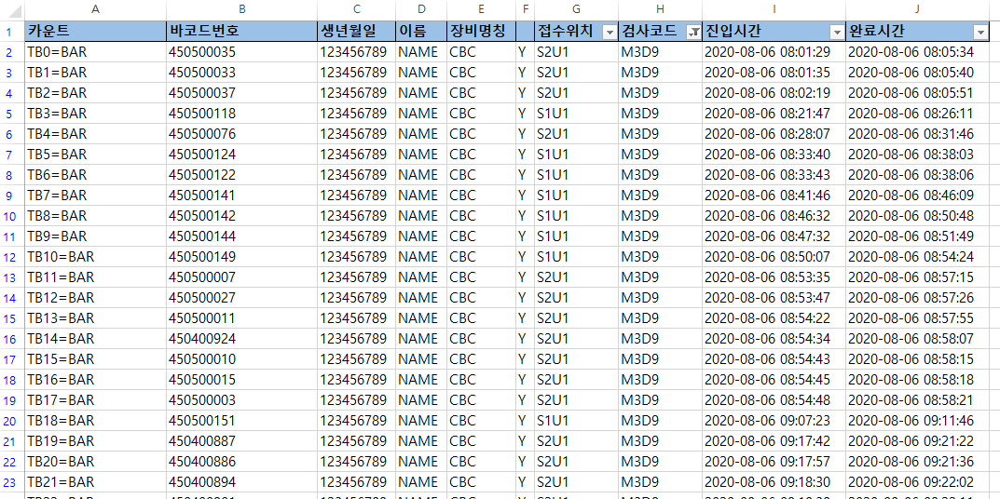 A B C D E F G H I J
1 카운트 바코드번호 생년월일 이름 장비명칭 접수위치 검사코드 진입시간 완료시간
2 TB0=BAR 450500035 123456789 NAME CBC Y S2U1 M3D9 2020-08-06 08:01:29 2020-08-06 08:05:34
3 TB1=BAR 450500033 123456789 NAME CBC Y S2U1 M3D9 2020-08-06 08:01:35 2020-08-06 08:05:40
4 TB2=BAR 450500037 123456789 NAME CBC Y S2U1 M3D9 2020-08-06 08:02:19 2020-08-06 08:05:51
5 TB3=BAR 450500118 123456789 NAME CBC Y S1U1 M3D9 2020-08-06 08:21:47 2020-08-06 08:26:11
6 TB4=BAR 450500076 123456789 NAME CBC Y S2U1 M3D9 2020-08-06 08:28:07 2020-08-06 08:31:46
7 TB5=BAR 450500124 123456789 NAME CBC Y S1U1 M3D9 2020-08-06 08:33:40 2020-08-06 08:38:03
8 TB6=BAR 450500122 123456789 NAME CBC Y S1U1 M3D9 2020-08-06 08:33:43 2020-08-06 08:38:06
9 TB7=BAR 450500141 123456789 NAME CBC Y S1U1 M3D9 2020-08-06 08:41:46 2020-08-06 08:46:09
10 TB8=BAR 450500142 123456789 NAME CBC Y S1U1 M3D9 2020-08-06 08:46:32 2020-08-06 08:50:48
11 TB9=BAR 450500144 123456789 NAME CBC Y S1U1 M3D9 2020-08-06 08:47:32 2020-08-06 08:51:49
12 TB10=BAR 450500149 123456789 NAME CBC Y S1U1 M3D9 2020-08-06 08:50:07 2020-08-06 08:54:24
13 TB11=BAR 450500007 123456789 NAME CBC Y S2U1 M3D9 2020-08-06 08:53:35 2020-08-06 08:57:15
14 TB12=BAR 450500027 123456789 NAME CBC Y S2U1 M3D9 2020-08-06 08:53:47 2020-08-06 08:57:26
15 TB13=BAR 450500011 123456789 NAME CBC Y S2U1 M3D9 2020-08-06 08:54:22 2020-08-06 08:57:55
16 TB14=BAR 450400924 123456789 NAME CBC Y S2U1 M3D9 2020-08-06 08:54:34 2020-08-06 08:58:07
17 TB15=BAR 450500010 123456789 NAME CBC Y S2U1 M3D9 2020-08-06 08:54:43 2020-08-06 08:58:15
18 TB16=BAR 450500015 123456789 NAME CBC Y S2U1 M3D9 2020-08-06 08:54:45 2020-08-06 08:58:18
19 TB17=BAR 450500003 123456789 NAME CBC Y S2U1 M3D9 2020-08-06 08:54:48 2020-08-06 08:58:21
20 TB18=BAR 450500151 123456789 NAME CBC Y S1U1 M3D9 2020-08-06 09:07:23 2020-08-06 09:11:46
21 TB19=BAR 450400887 123456789 NAME CBC Y S2U1 M3D9 2020-08-06 09:17:42 2020-08-06 09:21:22
22 TB20=BAR 450400886 123456789 NAME CBC Y S2U1 M3D9 2020-08-06 09:17:57 2020-08-06 09:21:36
23 TB21=BAR 450400894 123456789 NAME CBC Y S2U1 M3D9 2020-08-06 09:18:30 2020-08-06 09:22:02